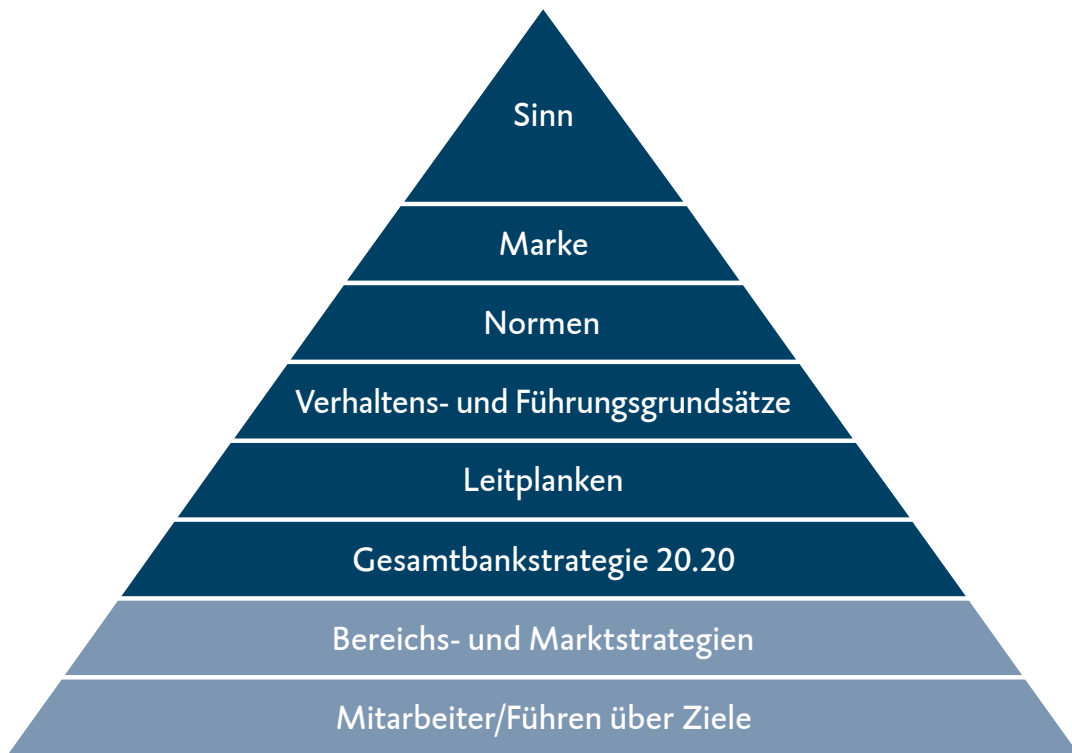 Sinn
Marke
Normen
Verhaltens- und Führungsgrundsätze
Leitplanken
Gesamtbankstrategie 20.20
Bereichs- und Marktstrategien
Mitarbeiter/Führen über Ziele